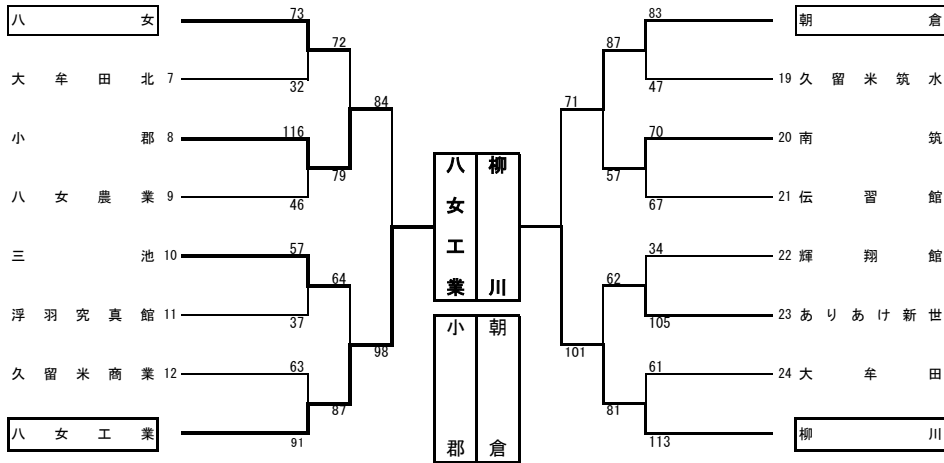 八女
73
72
大牟田北 7
32
84
小郡 8
116
79
八女農業 9
46
三池 10
57
64
浮羽究真館 11
37
98
久留米商業 12
63
87
八女工業
91
八女工業
柳川
小郡
朝倉
83
朝倉
87
47
19 久留米筑水
71
70
20 南筑
57
67
21 伝習館
34
22 輝翔館
62
105
23 ありあけ新世
101
61
24 大牟田
81
113
柳川